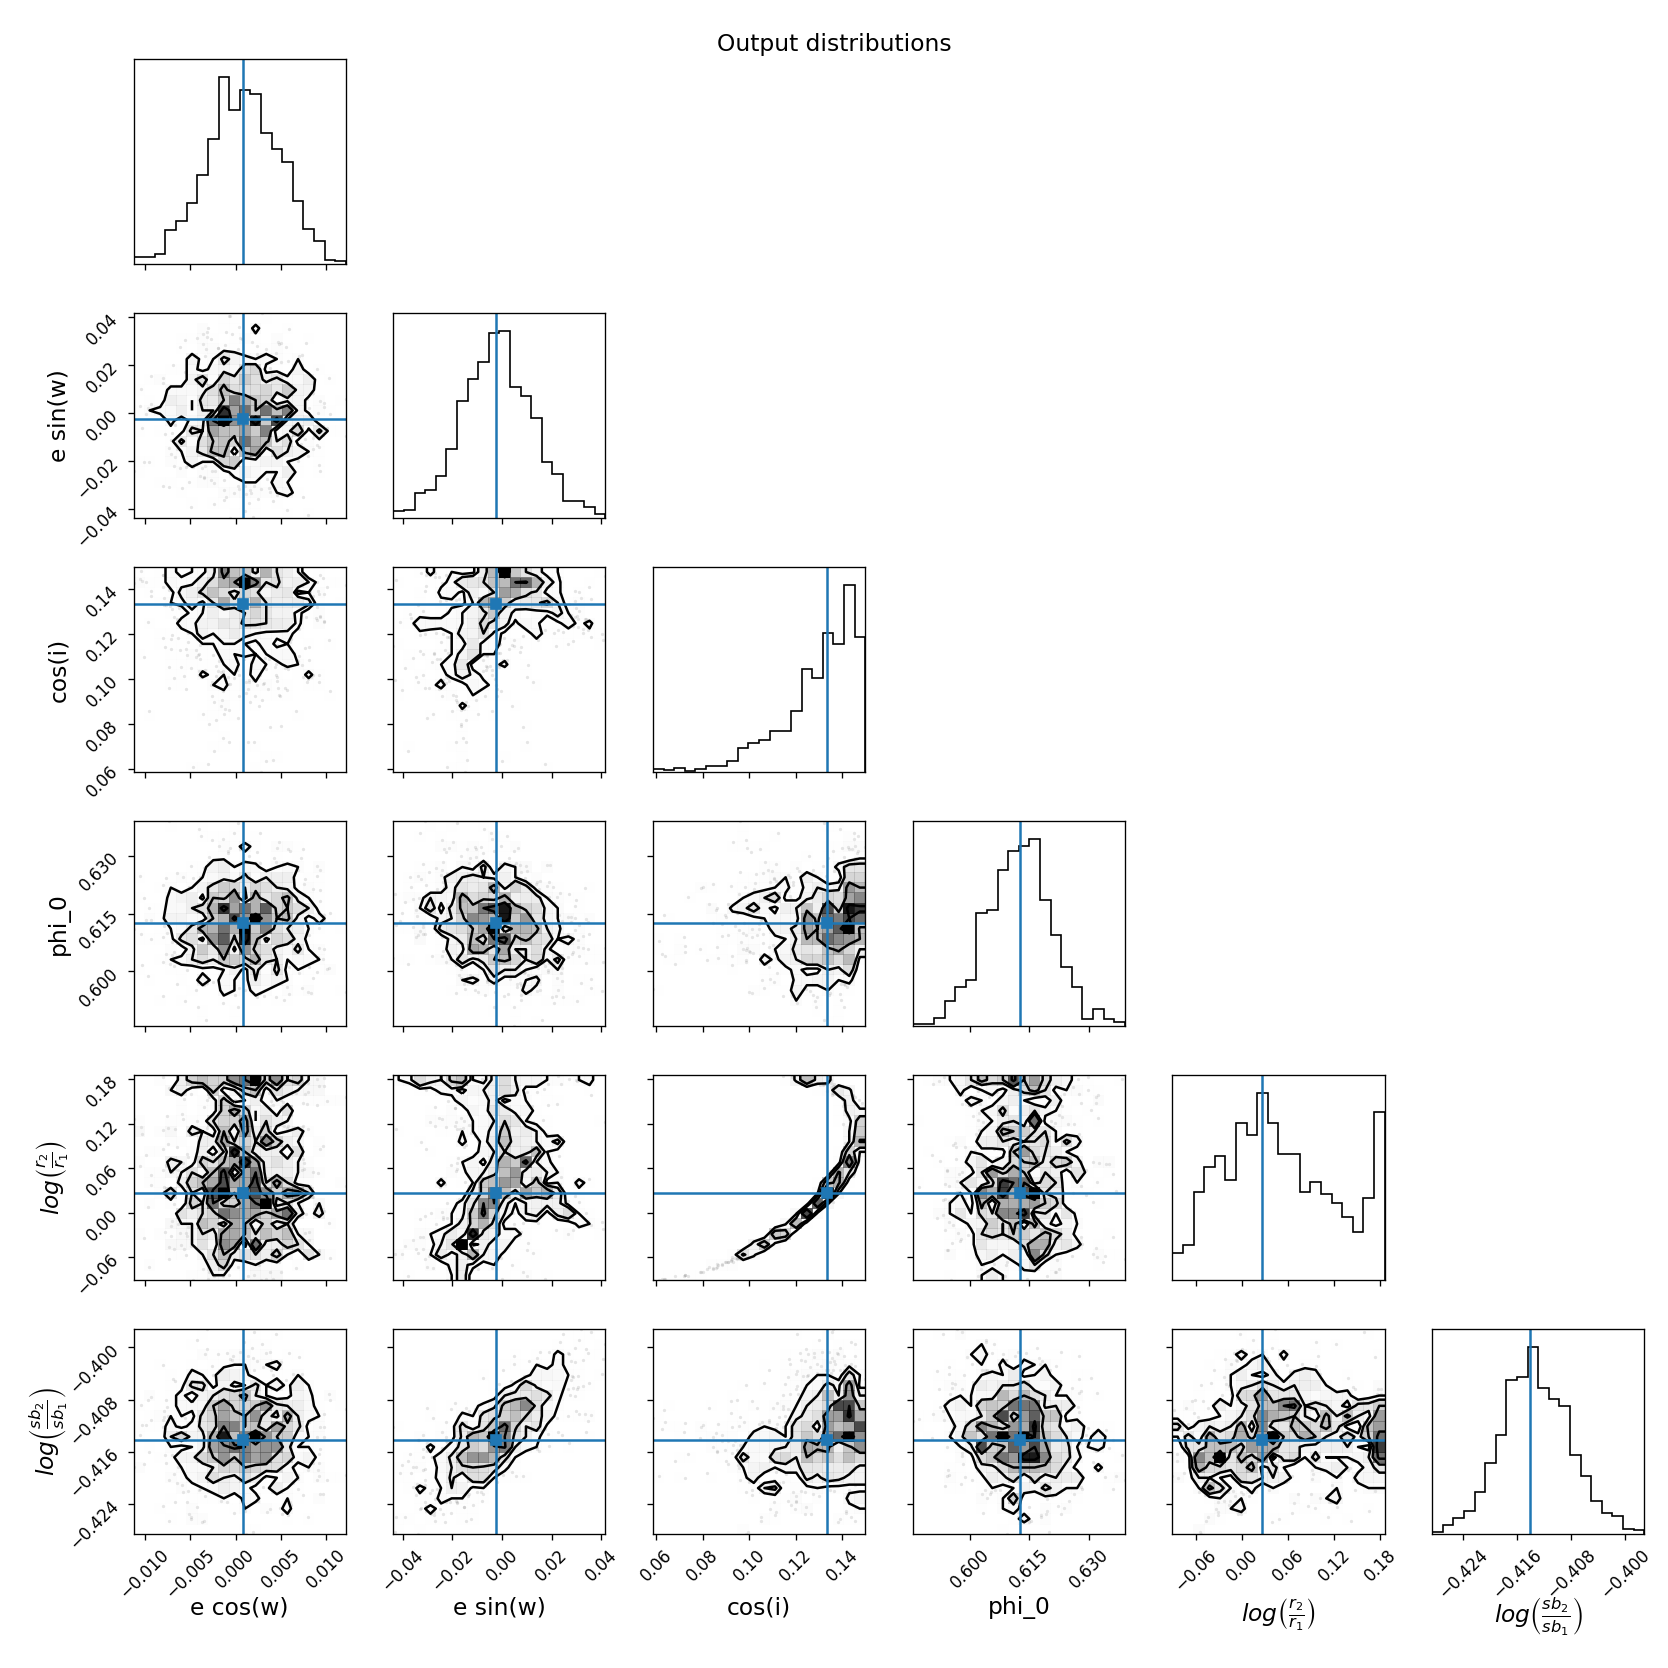 Output distributions
0.04
0.02
0.00
−0.02
−0.04
e sin(w)
0.14
0.12
0.10
0.08
0.06
cos(i)
0.630
0.615
0.600
phi_0
0.18
0.12
0.06
0.00
−0.06
log(r₂/r₁)
−0.400
−0.408
−0.416
−0.424
log(sb₂/sb₁)
−0.010 −0.005 0.000 0.005 0.010 −0.04 −0.02 0.00 0.02 0.04 0.06 0.08 0.10 0.12 0.14 0.600 0.615 0.630 −0.06 0.00 0.06 0.12 0.18 −0.424 −0.416 −0.408 −0.400
e cos(w) e sin(w) cos(i) phi_0 log(r₂/r₁) log(sb₂/sb₁)